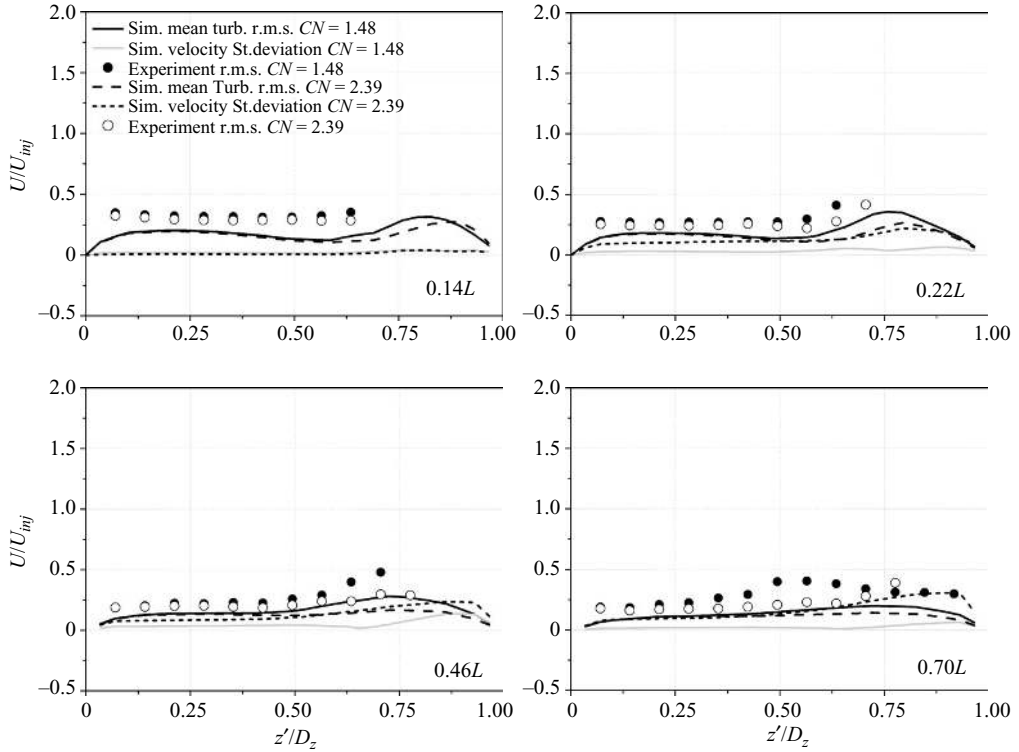 2.0
Sim. mean turb. r.m.s. CN = 1.48
Sim. velocity St.deviation CN = 1.48
Experiment r.m.s. CN = 1.48
Sim. mean Turb. r.m.s. CN = 2.39
Sim. velocity St.deviation CN = 2.39
Experiment r.m.s. CN = 2.39
1.5
1.0
0.5
0
–0.5
U/U_inj
0.14L
0 0.25 0.50 0.75 1.00
2.0
1.5
1.0
0.5
0
–0.5
0.22L
0 0.25 0.50 0.75 1.00
2.0
1.5
1.0
0.5
0
–0.5
U/U_inj
0.46L
0 0.25 0.50 0.75 1.00
z′/D_z
2.0
1.5
1.0
0.5
0
–0.5
0.70L
0 0.25 0.50 0.75 1.00
z′/D_z